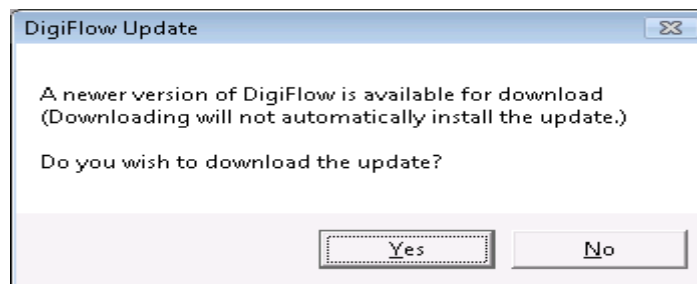 DigiFlow Update
A newer version of DigiFlow is available for download
(Downloading will not automatically install the update.)
Do you wish to download the update?
Yes No